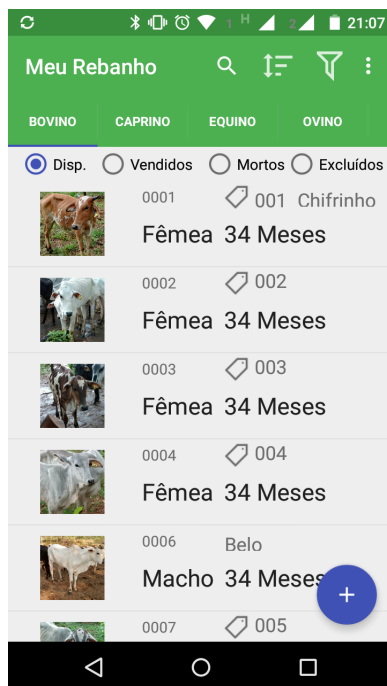 1 H 2 21:07
Meu Rebanho
BOVINO CAPRINO EQUINO OVINO
Disp. Vendidos Mortos Excluídos
0001 001 Chifrinho
Fêmea 34 Meses
0002 002
Fêmea 34 Meses
0003 003
Fêmea 34 Meses
0004 004
Fêmea 34 Meses
0006 Belo
Macho 34 Meses
+
0007 005